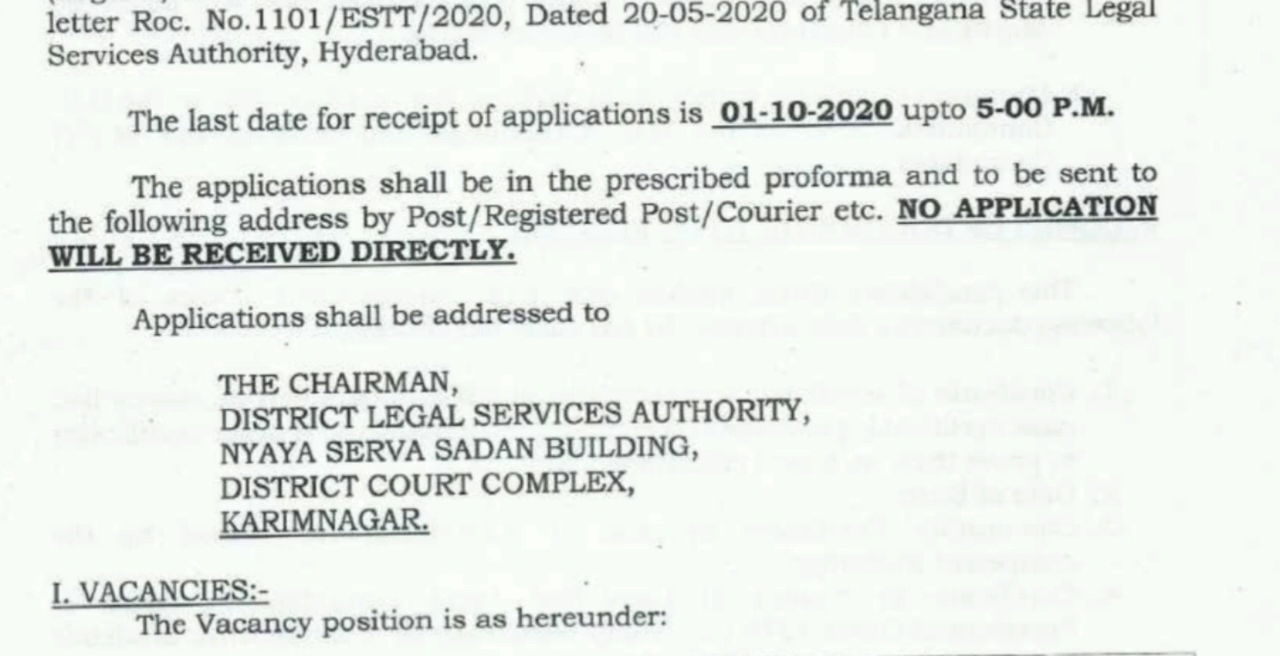 letter Roc. No.1101/ESTT/2020, Dated 20-05-2020 of Telangana State Legal
Services Authority, Hyderabad.
The last date for receipt of applications is 01-10-2020 upto 5-00 P.M.
The applications shall be in the prescribed proforma and to be sent to
the following address by Post/Registered Post/Courier etc. NO APPLICATION
WILL BE RECEIVED DIRECTLY.
Applications shall be addressed to
THE CHAIRMAN,
DISTRICT LEGAL SERVICES AUTHORITY,
NYAYA SERVA SADAN BUILDING,
DISTRICT COURT COMPLEX,
KARIMNAGAR.
I. VACANCIES:-
The Vacancy position is as hereunder: